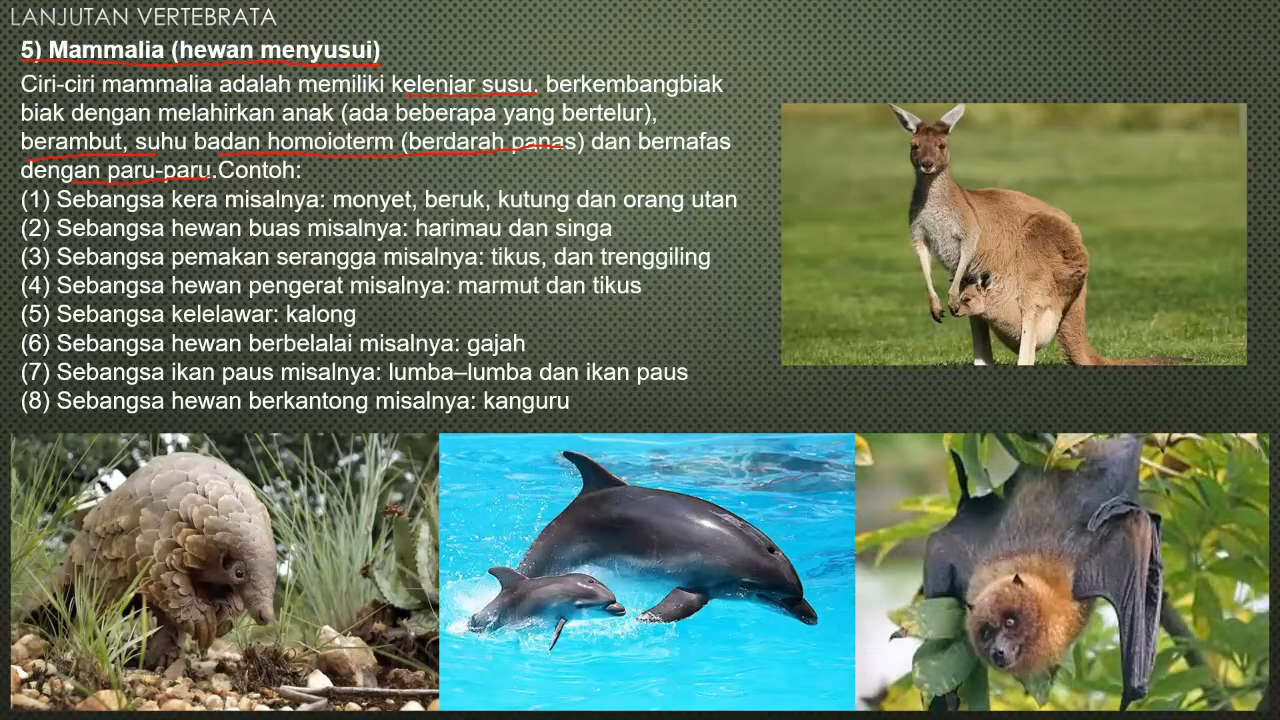 LANJUTAN VERTEBRATA
5) Mammalia (hewan menyusui)
Ciri-ciri mammalia adalah memiliki kelenjar susu. berkembangbiak
biak dengan melahirkan anak (ada beberapa yang bertelur),
berambut, suhu badan homoioterm (berdarah panas) dan bernafas
dengan paru-paru.Contoh:
(1) Sebangsa kera misalnya: monyet, beruk, kutung dan orang utan
(2) Sebangsa hewan buas misalnya: harimau dan singa
(3) Sebangsa pemakan serangga misalnya: tikus, dan trenggiling
(4) Sebangsa hewan pengerat misalnya: marmut dan tikus
(5) Sebangsa kelelawar: kalong
(6) Sebangsa hewan berbelalai misalnya: gajah
(7) Sebangsa ikan paus misalnya: lumba–lumba dan ikan paus
(8) Sebangsa hewan berkantong misalnya: kanguru